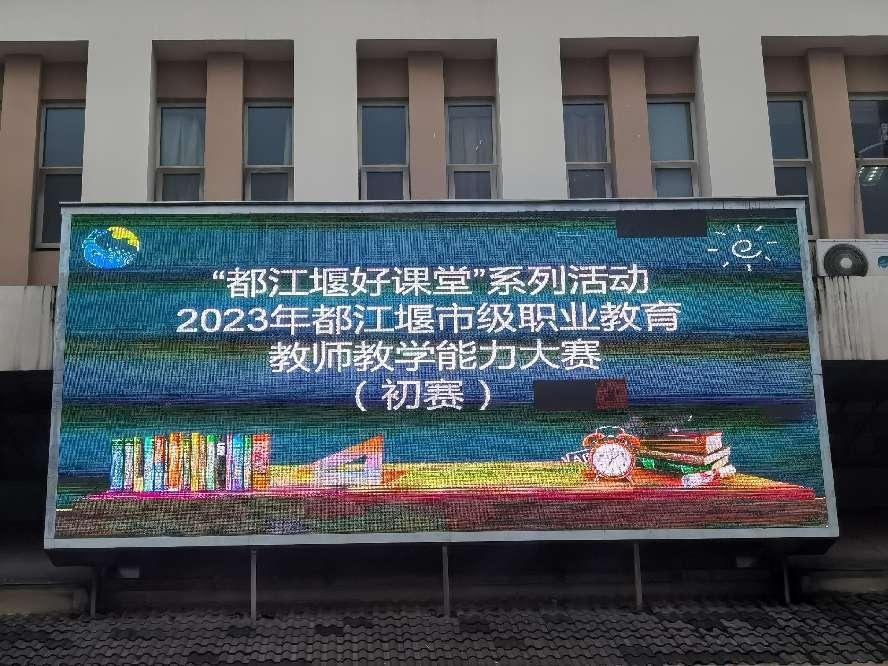 “都江堰好课堂”系列活动
2023年都江堰市级职业教育
教师教学能力大赛
（初赛）